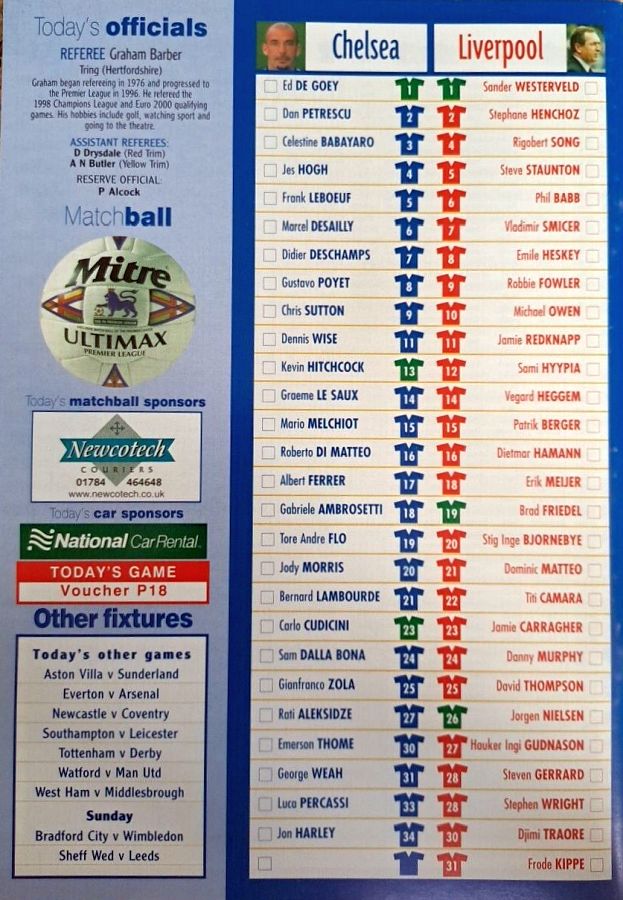 Today's officials
REFEREE Graham Barber
Tring (Hertfordshire)
Graham began refereeing in 1976 and progressed to
the Premier League in 1996. He refereed the
1998 Champions League and Euro 2000 qualifying
games. His hobbies include golf, watching sport and
going to the theatre.
ASSISTANT REFEREES:
D Drysdale (Red Trim)
A N Butler (Yellow Trim)
RESERVE OFFICIAL:
P Alcock
Matchball
Mitre
ULTIMAX
PREMIER LEAGUE
Today's matchball sponsors
Newcotech
COURIERS
01784 464648
www.newcotech.co.uk
Today's car sponsors
National Car Rental.
TODAY'S GAME
Voucher P18
Other fixtures
Today's other games
Aston Villa v Sunderland
Everton v Arsenal
Newcastle v Coventry
Southampton v Leicester
Tottenham v Derby
Watford v Man Utd
West Ham v Middlesbrough
Sunday
Bradford City v Wimbledon
Sheff Wed v Leeds
Chelsea Liverpool
Ed DE GOEY 1 1 Sander WESTERVELD
Dan PETRESCU 2 2 Stephane HENCHOZ
Celestine BABAYARO 3 4 Rigobert SONG
Jes HOGH 4 5 Steve STAUNTON
Frank LEBOEUF 5 6 Phil BABB
Marcel DESAILLY 6 7 Vladimir SMICER
Didier DESCHAMPS 7 8 Emile HESKEY
Gustavo POYET 8 9 Robbie FOWLER
Chris SUTTON 9 10 Michael OWEN
Dennis WISE 11 11 Jamie REDKNAPP
Kevin HITCHCOCK 13 12 Sami HYYPIA
Graeme LE SAUX 14 14 Vegard HEGGEM
Mario MELCHIOT 15 15 Patrik BERGER
Roberto DI MATTEO 16 16 Dietmar HAMANN
Albert FERRER 17 18 Erik MEIJER
Gabriele AMBROSETTI 18 19 Brad FRIEDEL
Tore Andre FLO 19 20 Stig Inge BJORNEBYE
Jody MORRIS 20 21 Dominic MATTEO
Bernard LAMBOURDE 21 22 Titi CAMARA
Carlo CUDICINI 23 23 Jamie CARRAGHER
Sam DALLA BONA 24 24 Danny MURPHY
Gianfranco ZOLA 25 25 David THOMPSON
Rati ALEKSIDZE 27 26 Jorgen NIELSEN
Emerson THOME 30 27 Hauker Ingi GUDNASON
George WEAH 31 28 Steven GERRARD
Luca PERCASSI 33 28 Stephen WRIGHT
Jon HARLEY 34 30 Djimi TRAORE
31 Frode KIPPE